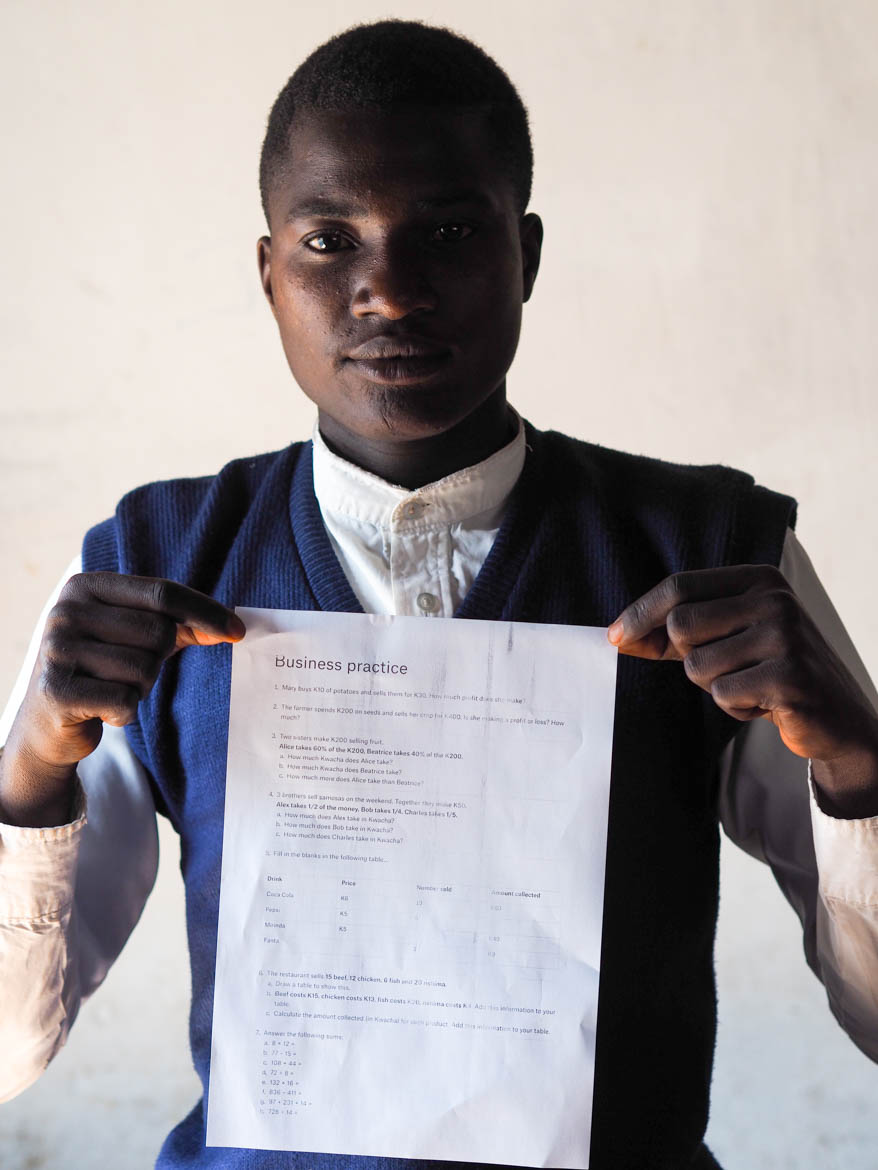 Business practice
1. Mary buys K10 of potatoes and sells them for K30. How much profit does she make?
2. The farmer spends K200 on seeds and sells her crop for K400. Is she making a profit or loss? How
much?
3. Two sisters make K200 selling fruit.
Alice takes 60% of the K200, Beatrice takes 40% of the K200.
a. How much Kwacha does Alice take?
b. How much Kwacha does Beatrice take?
c. How much more does Alice take than Beatrice?
4. 3 brothers sell samosas on the weekend. Together they make K50.
Alex takes 1/2 of the money, Bob takes 1/4, Charles takes 1/5.
a. How much does Alex take in Kwacha?
b. How much does Bob take in Kwacha?
c. How much does Charles take in Kwacha?
5. Fill in the blanks in the following table...
Drink Price Number sold Amount collected
Coca Cola K6
Pepsi K5
Mirinda K5
Fanta
6. The restaurant sells 15 beef, 12 chicken, 6 fish and 20 nshima.
a. Draw a table to show this.
b. Beef costs K15, chicken costs K13, fish costs K20, nshima costs Add this information to your
table.
c. Calculate the amount collected (in Kwacha) for each product. Add this information to your table.
7. Answer the following sums:
a. 8 + 12 =
b. 77 - 15 =
c. 108 + 44 =
d. 72 ÷ 8 =
e. 132 + 16 =
f. 836 - 411 =
g. 97 + 231 + 14 =
h. 728 14 =